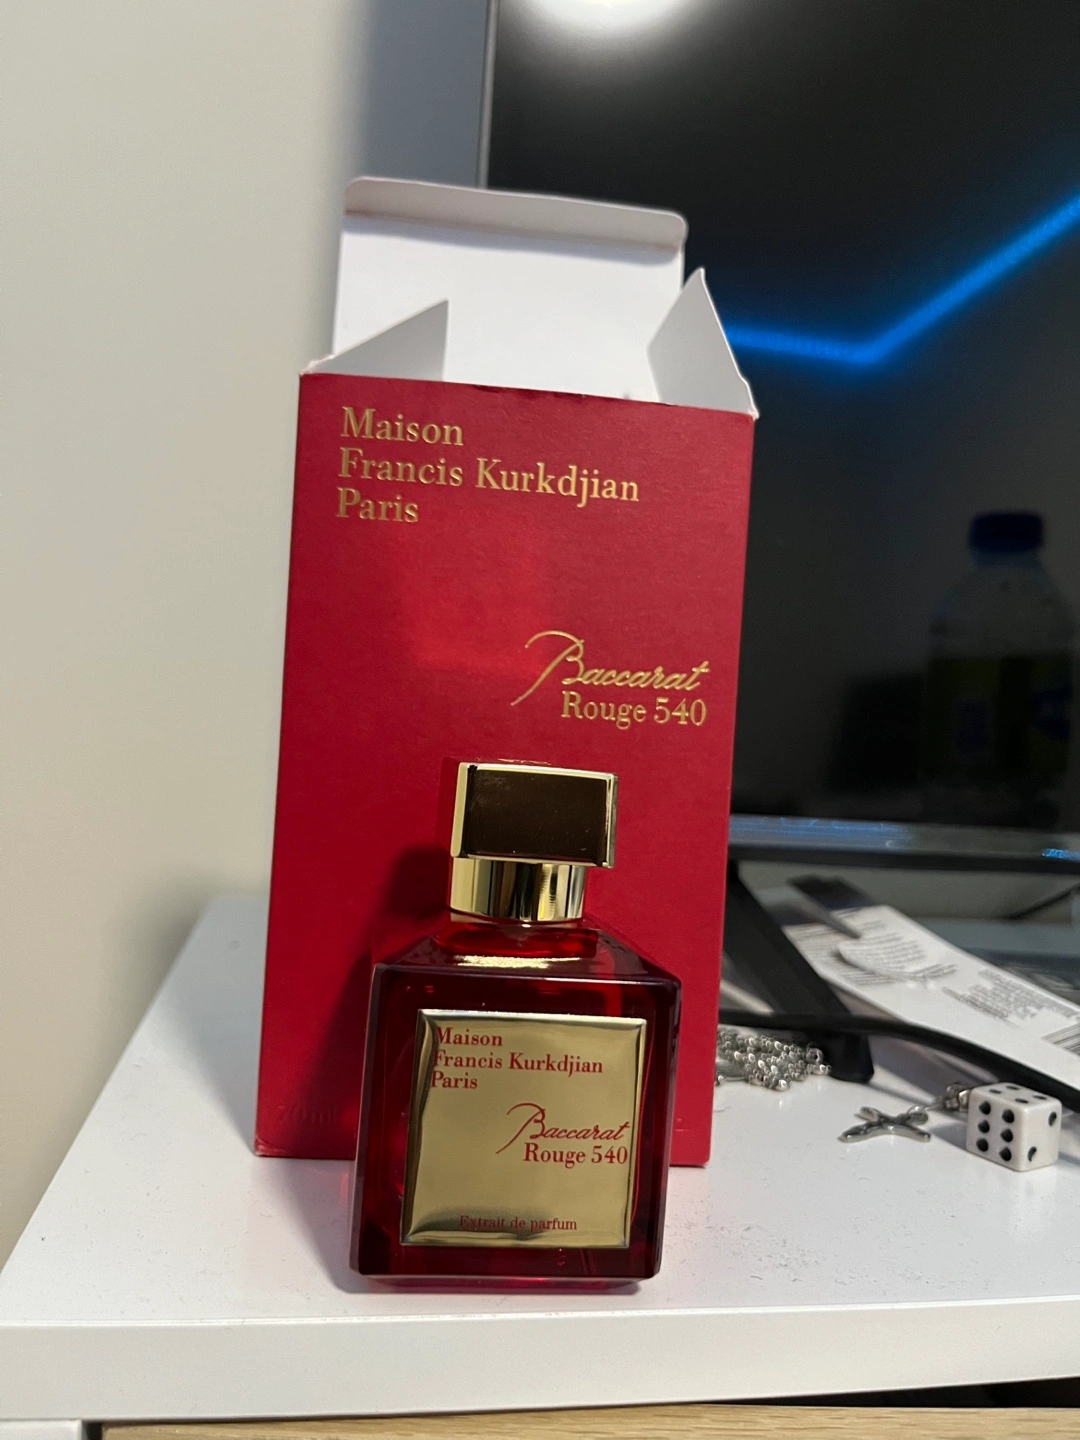 Maison
Francis Kurkdjian
Paris
Baccarat
Rouge 540
Maison
Francis Kurkdjian
Paris
Baccarat
Rouge 540
Extrait de parfum